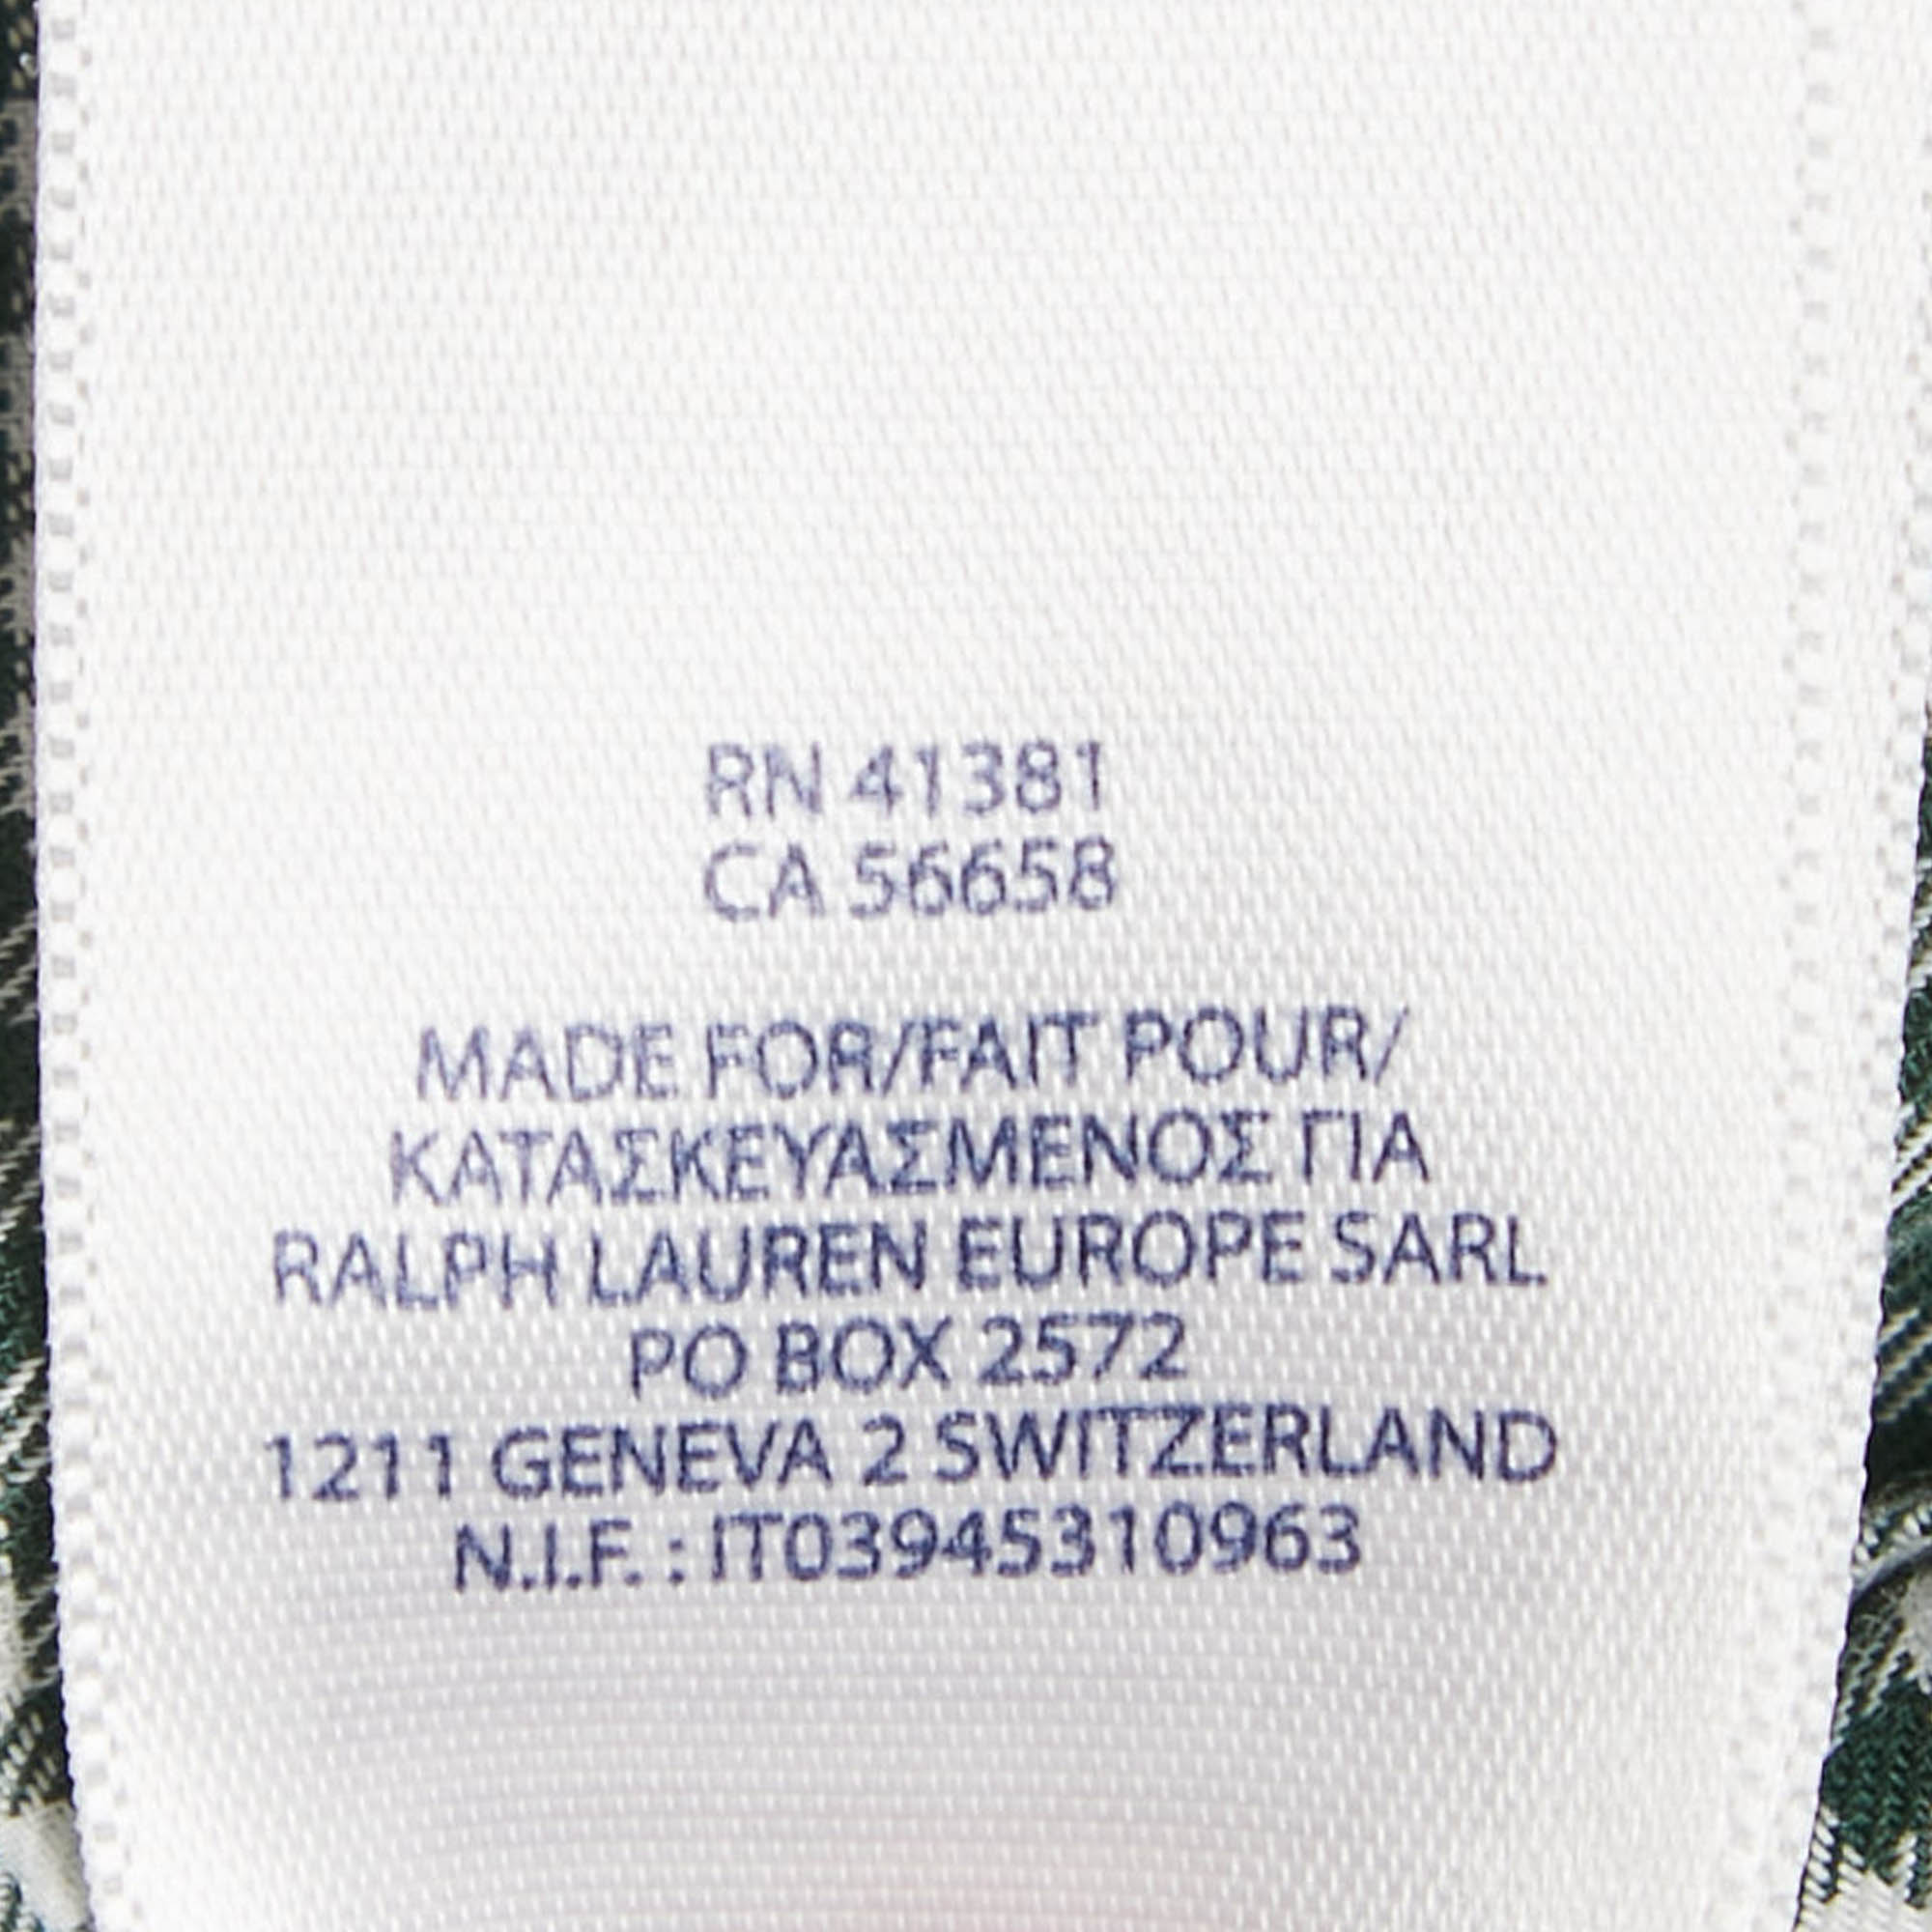 RN 41381
CA 56658
MADE FOR/FAIT POUR/
ΚΑΤΑΣΚΕΥΑΣΜΕΝΟΣ ΓΙΑ
RALPH LAUREN EUROPE SARL
PO BOX 2572
1211 GENEVA 2 SWITZERLAND
N.I.F. : IT03945310963